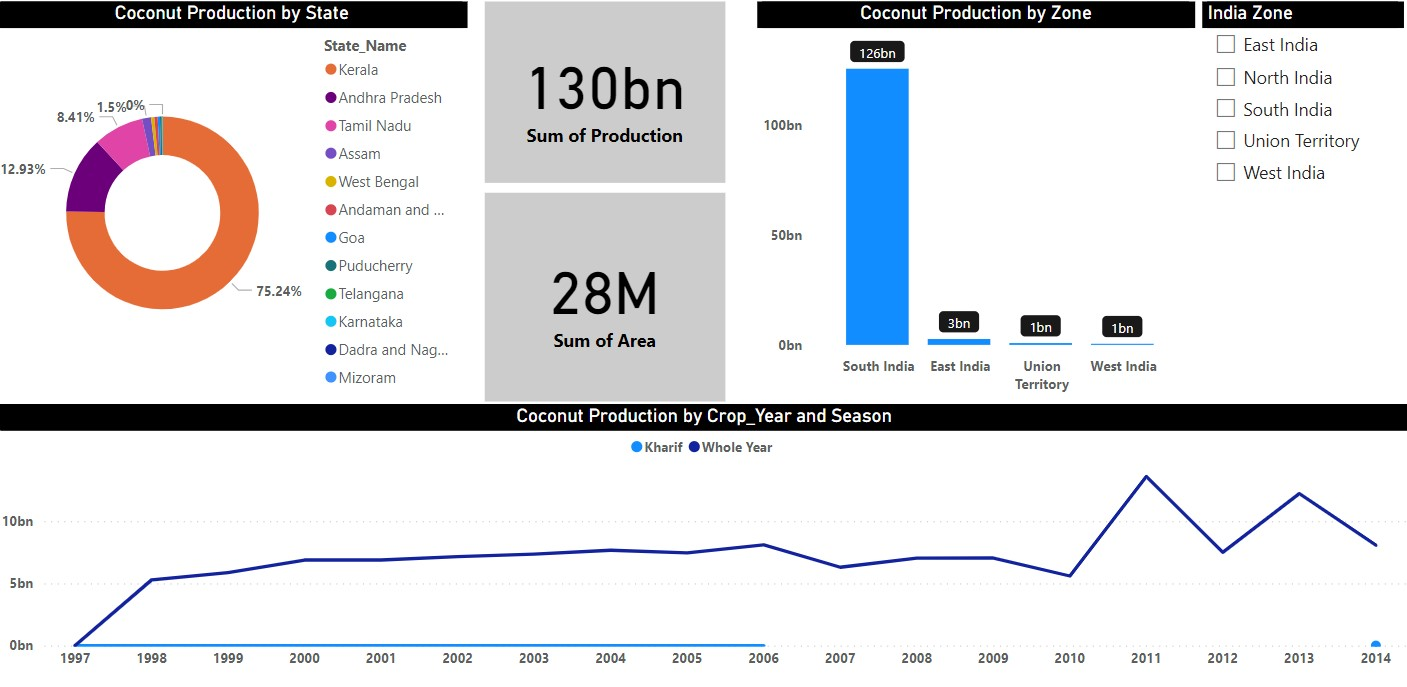 Coconut Production by State
State_Name
Kerala
Andhra Pradesh
Tamil Nadu
Assam
West Bengal
Andaman and ...
Goa
Puducherry
Telangana
Karnataka
Dadra and Nag...
Mizoram
1.5%
0%
8.41%
12.93%
75.24%
130bn
Sum of Production
28M
Sum of Area
Coconut Production by Zone
126bn
100bn
50bn
3bn
1bn
1bn
0bn
South India
East India
Union
Territory
West India
India Zone
East India
North India
South India
Union Territory
West India
Coconut Production by Crop_Year and Season
Kharif Whole Year
10bn
5bn
0bn
1997 1998 1999 2000 2001 2002 2003 2004 2005 2006 2007 2008 2009 2010 2011 2012 2013 2014